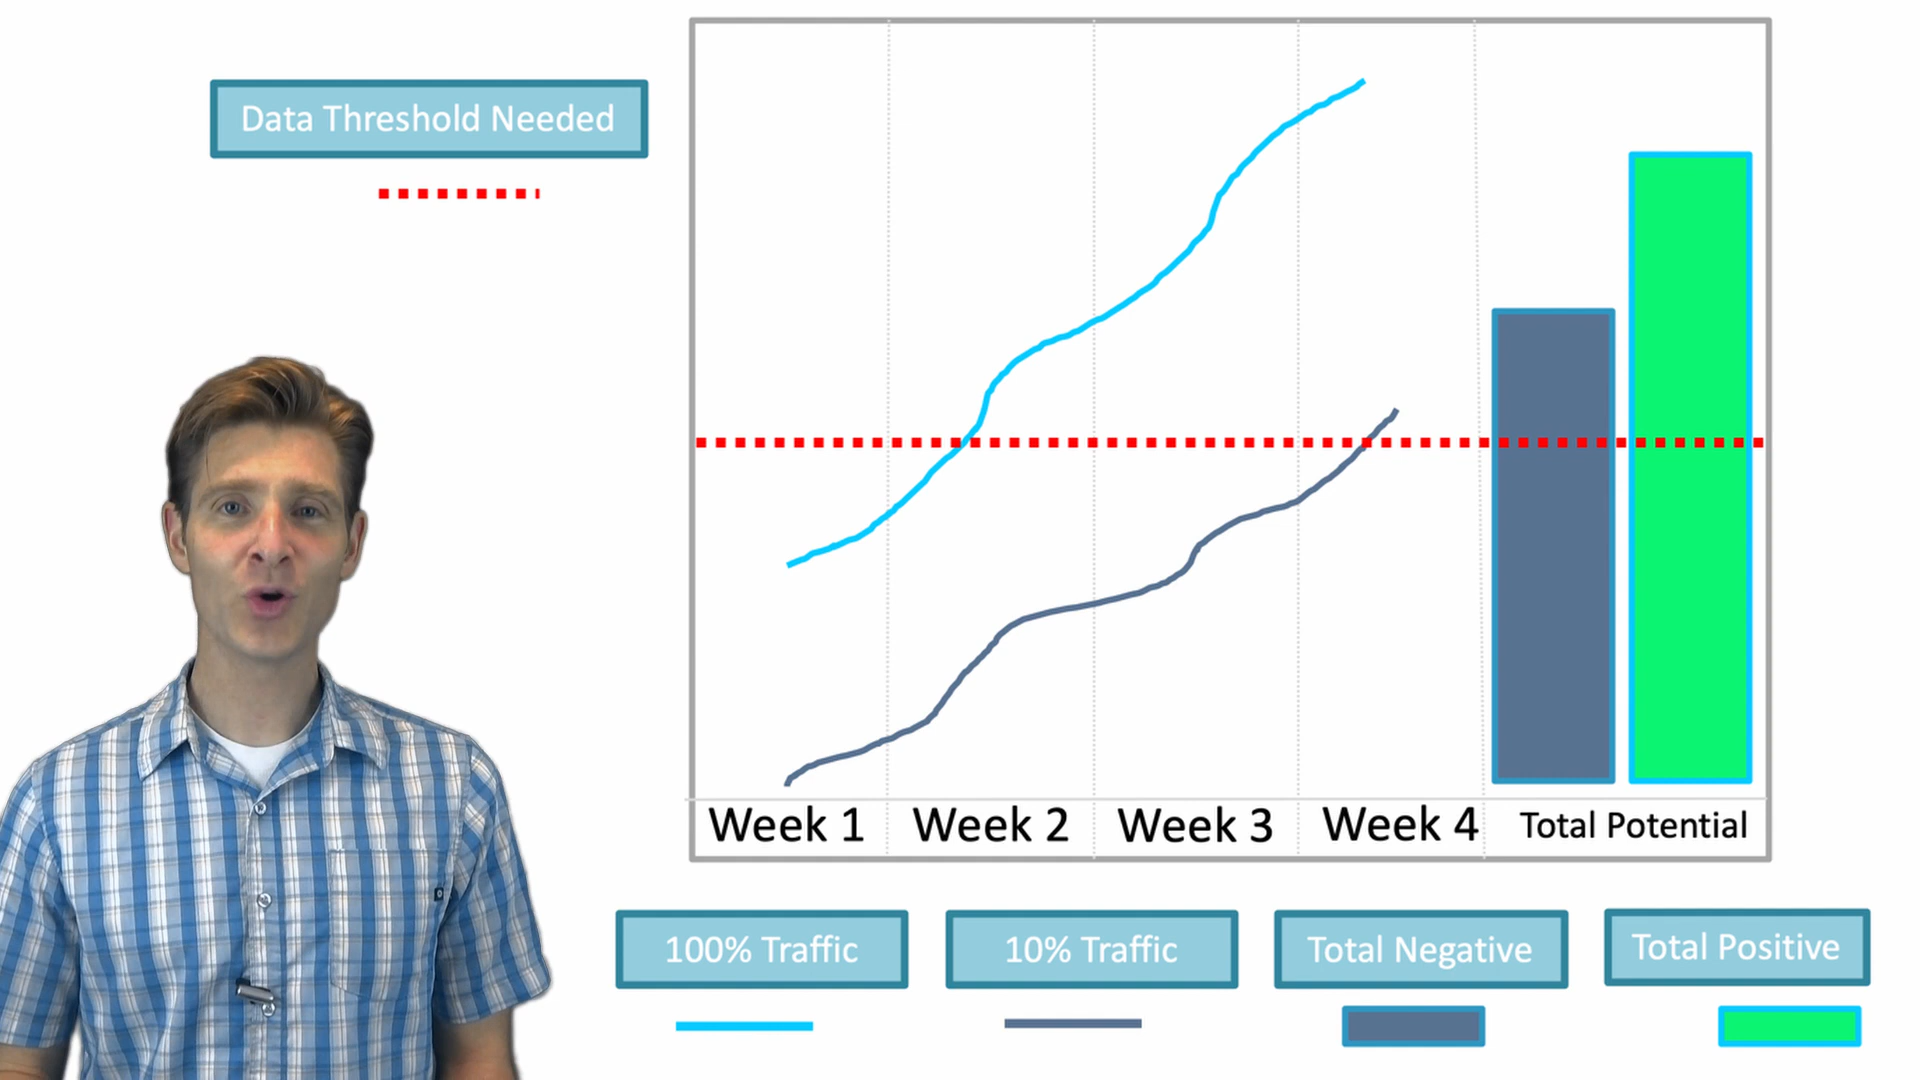 Data Threshold Needed
Week 1
Week 2
Week 3
Week 4
Total Potential
100% Traffic
10% Traffic
Total Negative
Total Positive